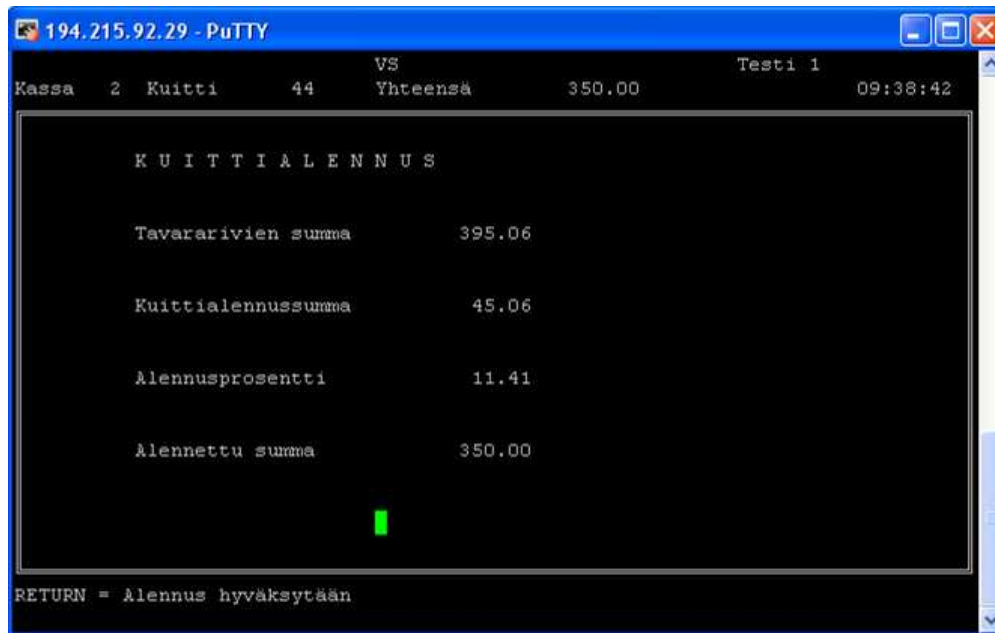 194.215.92.29 - PuTTY
VS Testi 1
Kassa 2 Kuitti 44 Yhteensä 350.00 09:38:42
K U I T T I A L E N N U S
Tavararivien summa 395.06
Kuittialennussumma 45.06
Alennusprosentti 11.41
Alennettu summa 350.00
RETURN = Alennus hyväksytään